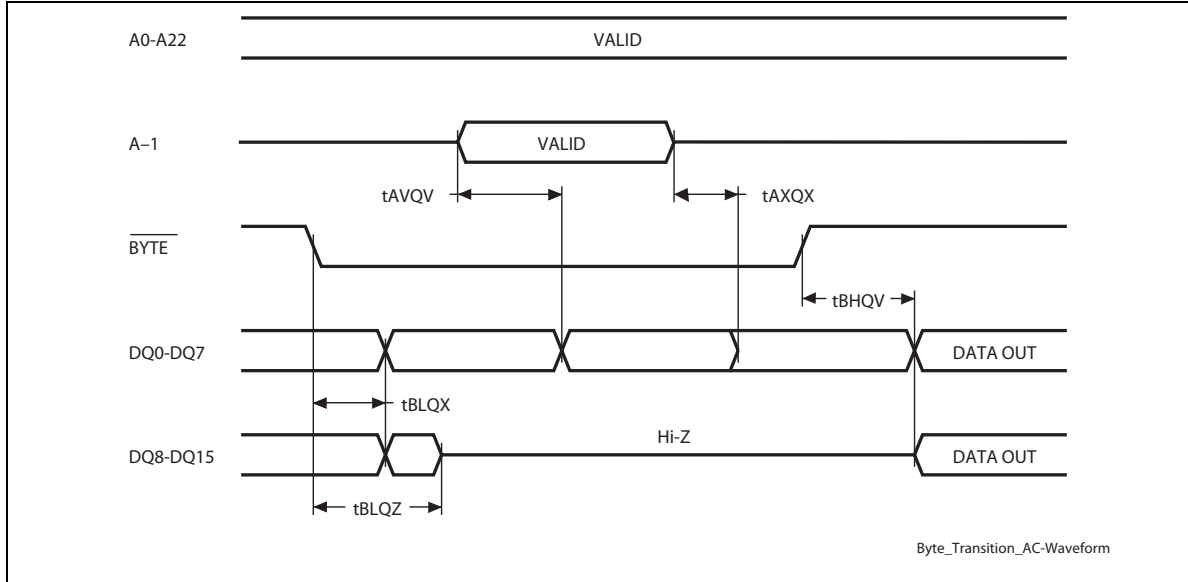 A0-A22
VALID
A–1
VALID
tAVQV
tAXQX
BYTE
tBHQV
DQ0-DQ7
DATA OUT
tBLQX
Hi-Z
DQ8-DQ15
DATA OUT
tBLQZ
Byte_Transition_AC-Waveform